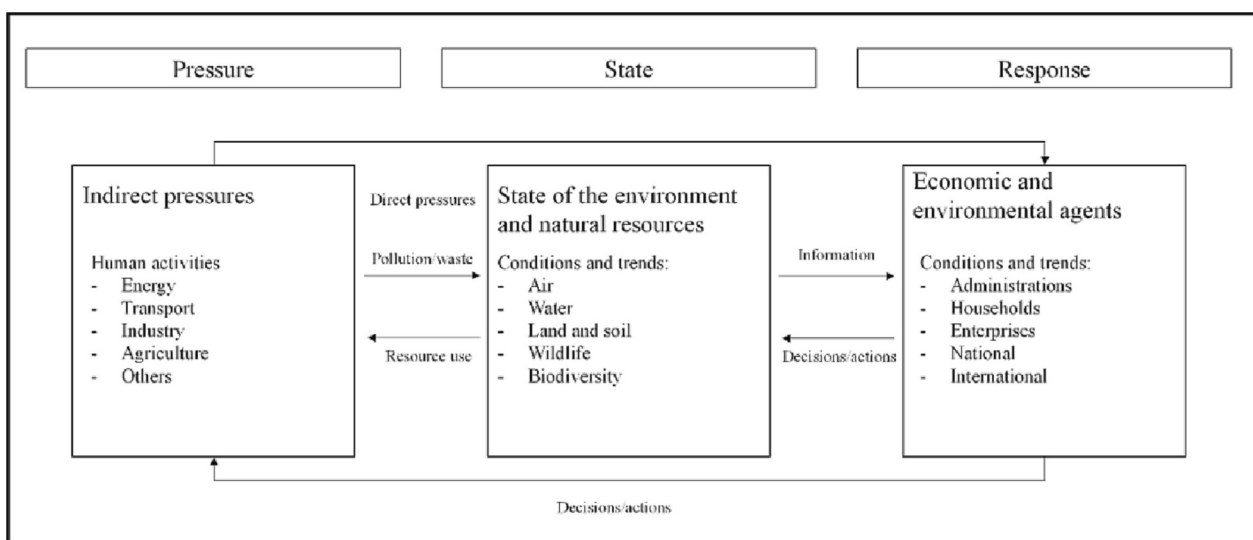 Pressure
State
Response
Indirect pressures
Human activities
- Energy
- Transport
- Industry
- Agriculture
- Others
Direct pressures
Pollution/waste
Resource use
State of the environment
and natural resources
Conditions and trends:
- Air
- Water
- Land and soil
- Wildlife
- Biodiversity
Information
Decisions/actions
Economic and
environmental agents
Conditions and trends:
- Administrations
- Households
- Enterprises
- National
- International
Decisions/actions